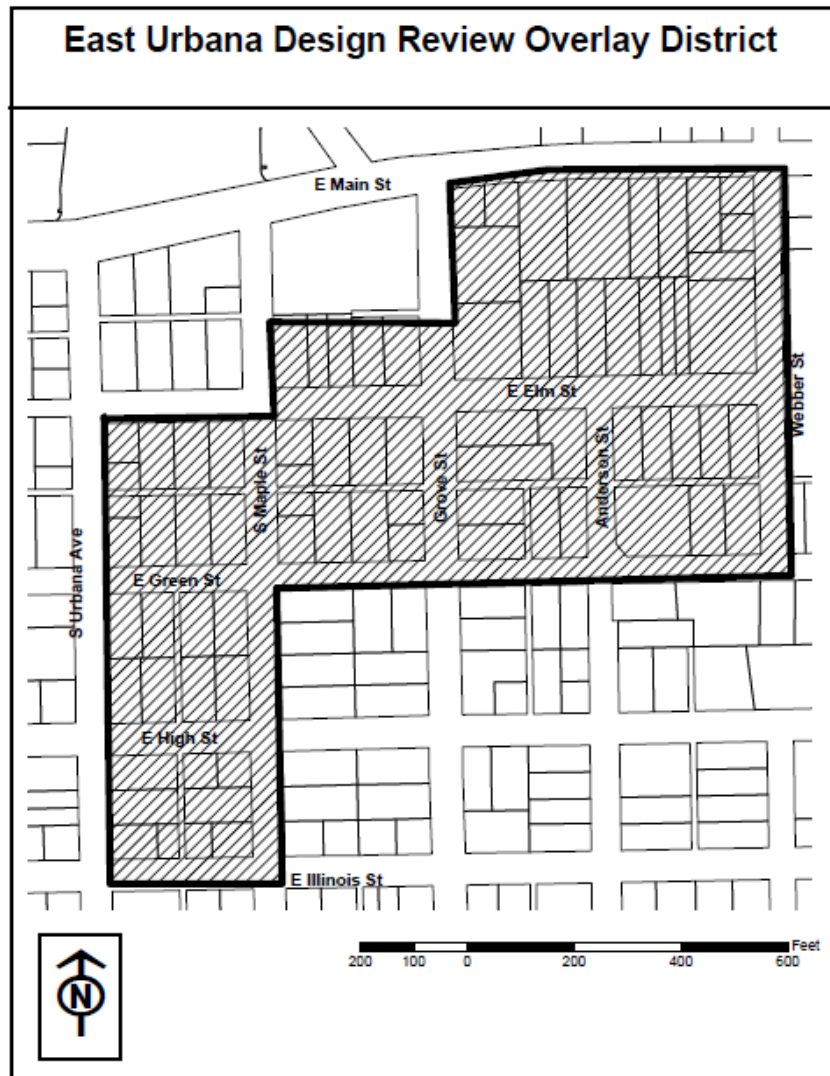 East Urbana Design Review Overlay District
E Main St
E Elm St
Webber St
S Maple St
Grove St
Anderson St
S Urbana Ave
E Green St
E High St
E Illinois St
N
Feet
200 100 0 200 400 600